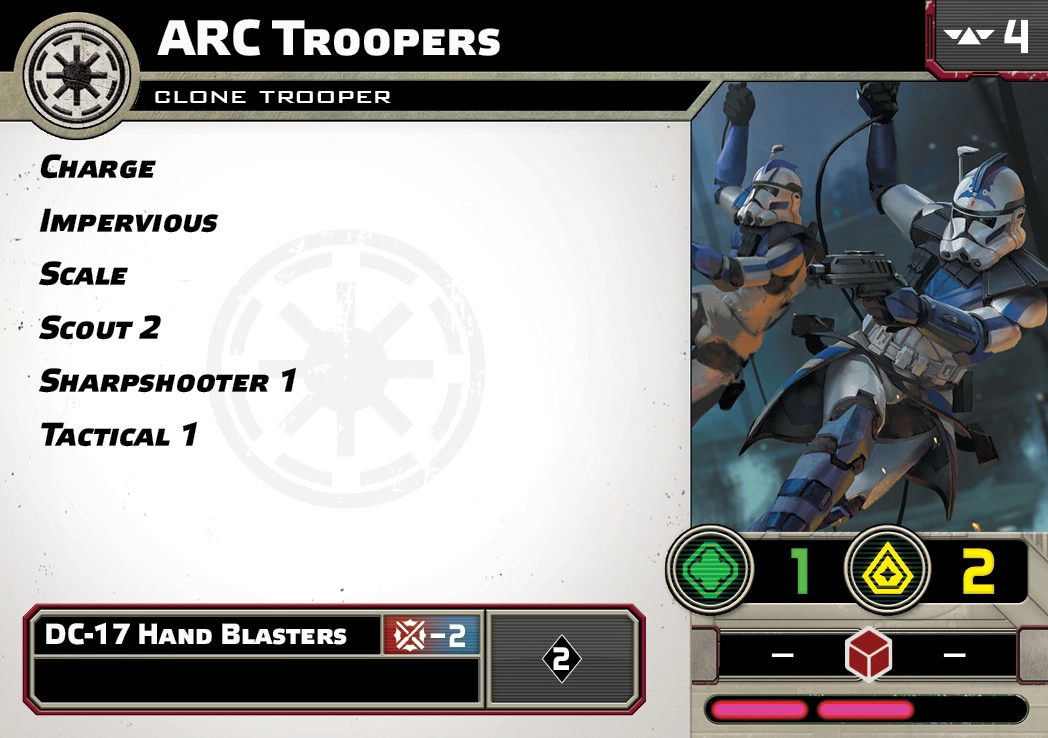 ARC TROOPERS
4
CLONE TROOPER
CHARGE
IMPERVIOUS
SCALE
SCOUT 2
SHARPSHOOTER 1
TACTICAL 1
1 2
DC-17 HAND BLASTERS -2
2
– –